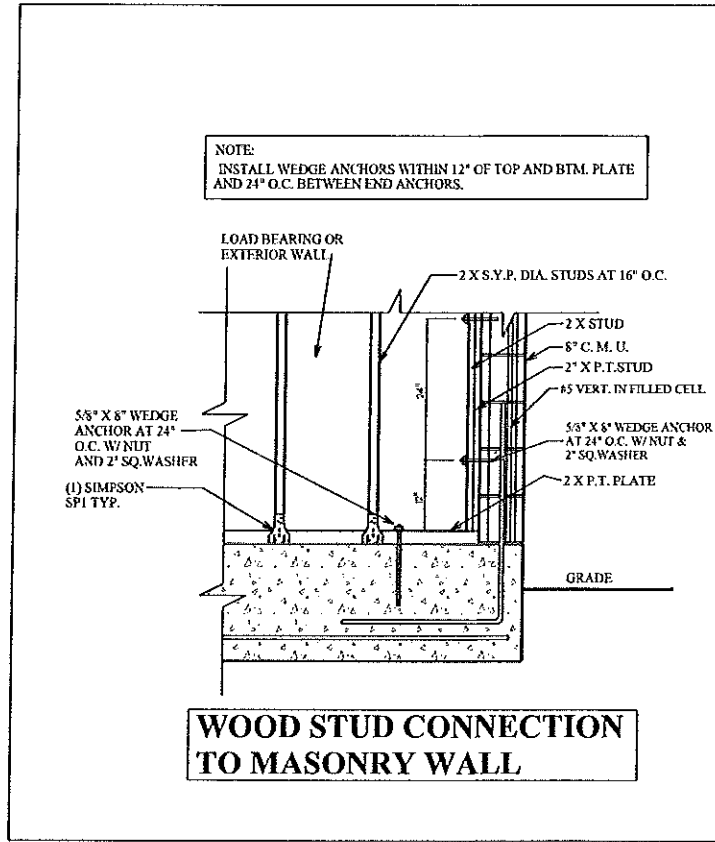 NOTE:
INSTALL WEDGE ANCHORS WITHIN 12" OF TOP AND BTM. PLATE
AND 24" O.C. BETWEEN END ANCHORS.
LOAD BEARING OR
EXTERIOR WALL
2 X S.Y.P. DIA. STUDS AT 16" O.C.
2 X STUD
8" C. M. U.
2" X P.T.STUD
#5 VERT. IN FILLED CELL
24"
5/8" X 8" WEDGE
ANCHOR AT 24"
O.C. W/ NUT
AND 2" SQ.WASHER
5/8" X 8" WEDGE ANCHOR
AT 24" O.C. W/NUT &
2" SQ.WASHER
(1) SIMPSON
SP1 TYP.
12"
2 X P.T. PLATE
GRADE
WOOD STUD CONNECTION
TO MASONRY WALL